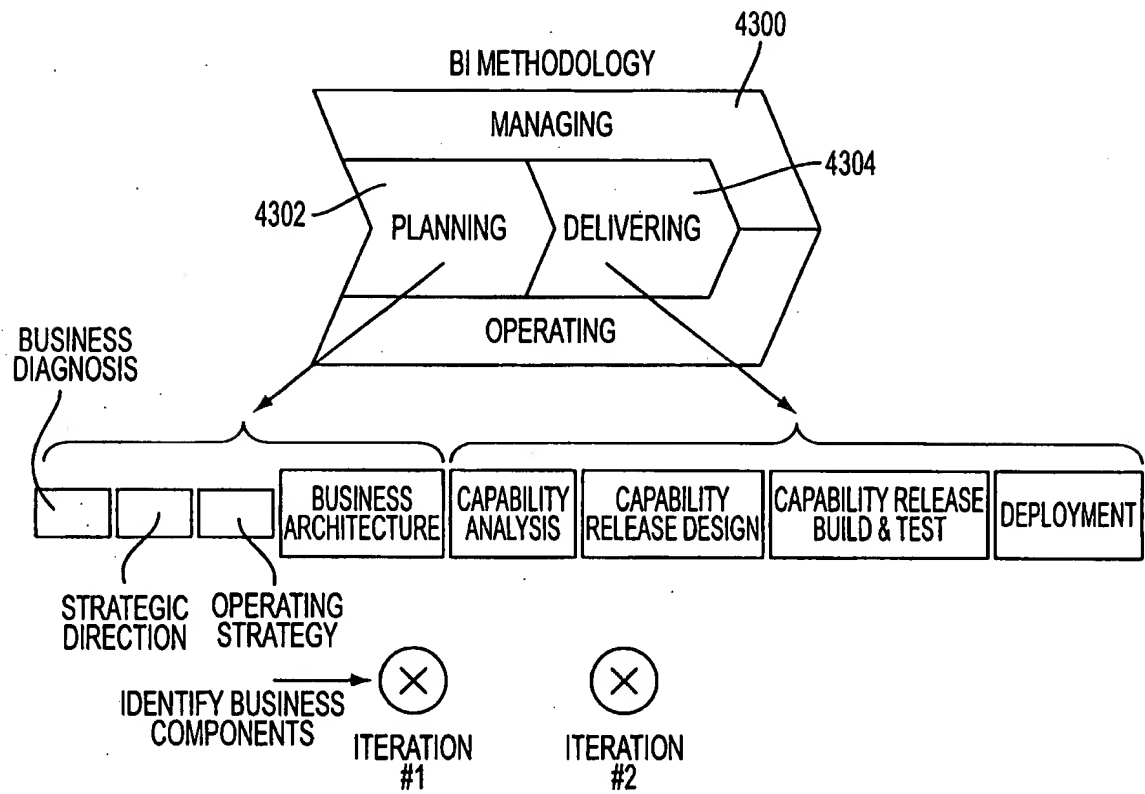 4300
BI METHODOLOGY
MANAGING
4304
4302
PLANNING
DELIVERING
OPERATING
BUSINESS
DIAGNOSIS
BUSINESS
ARCHITECTURE
CAPABILITY
ANALYSIS
CAPABILITY
RELEASE DESIGN
CAPABILITY RELEASE
BUILD & TEST
DEPLOYMENT
STRATEGIC
DIRECTION
OPERATING
STRATEGY
IDENTIFY BUSINESS
COMPONENTS
ITERATION
#1
ITERATION
#2